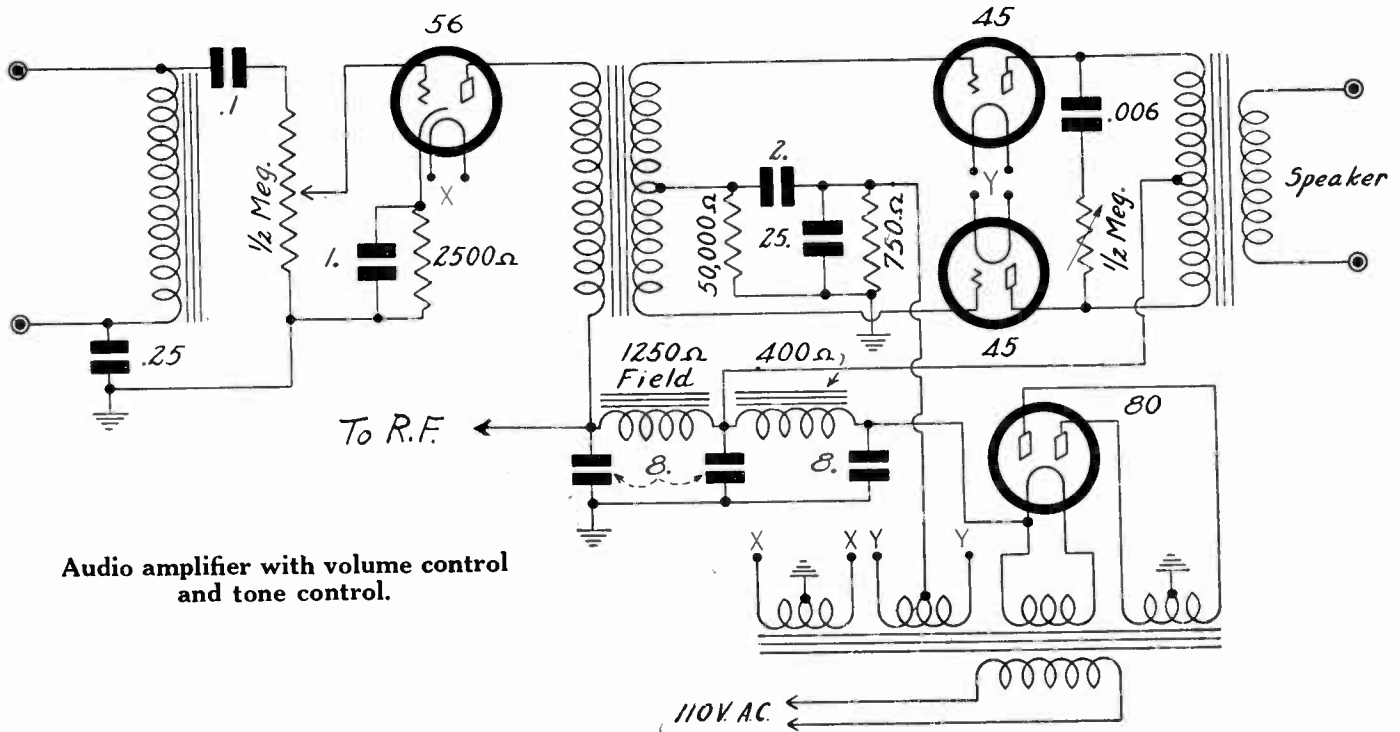 56
45
.1
½ Meg.
X
1.
2500Ω
2.
25.
50,000Ω
750Ω
Y
.006
½ Meg.
Speaker
.25
45
1250Ω
Field
400Ω
80
To R.F.
8.
8.
X
X
Y
Y
Audio amplifier with volume control
and tone control.
110V. A.C.